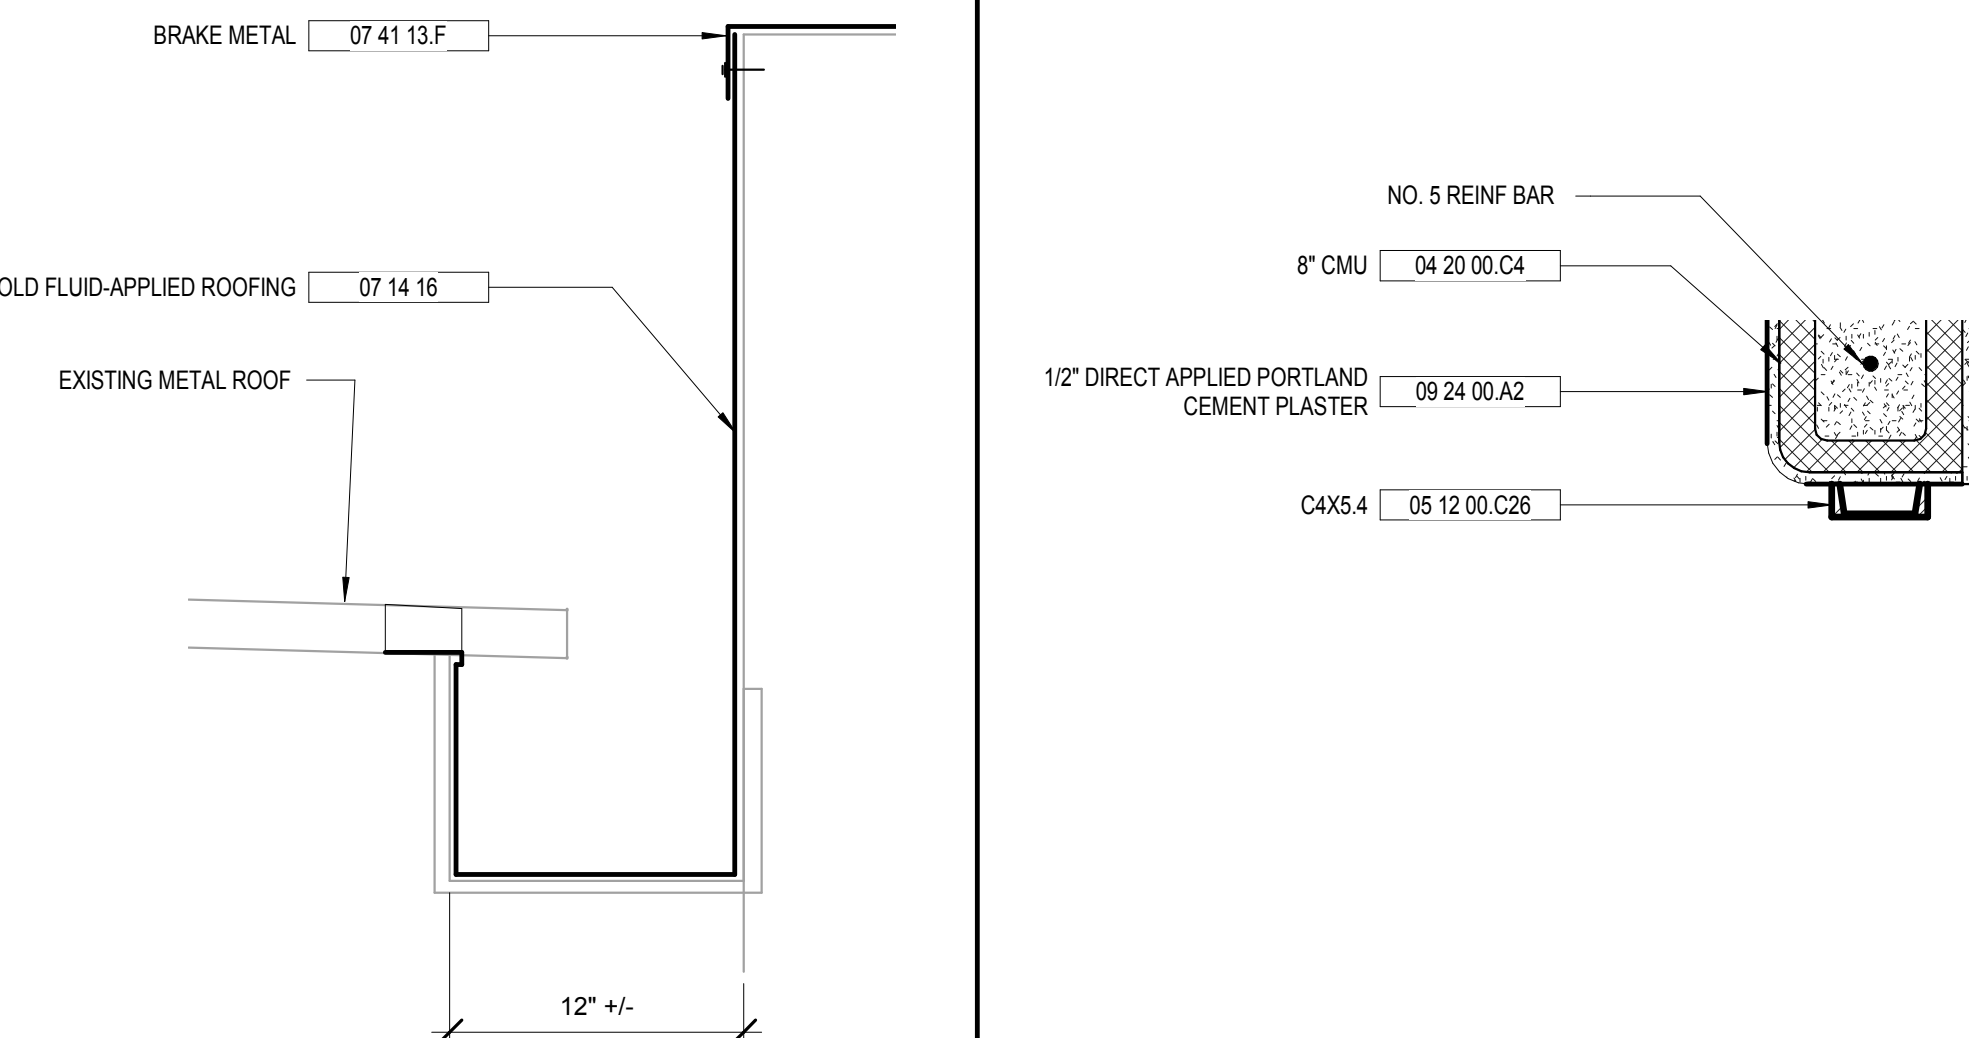 BRAKE METAL 07 41 13.F
OLD FLUID-APPLIED ROOFING 07 14 16
EXISTING METAL ROOF
12" +/-
NO. 5 REINF BAR
8" CMU 04 20 00.C4
1/2" DIRECT APPLIED PORTLAND
CEMENT PLASTER 09 24 00.A2
C4X5.4 05 12 00.C26